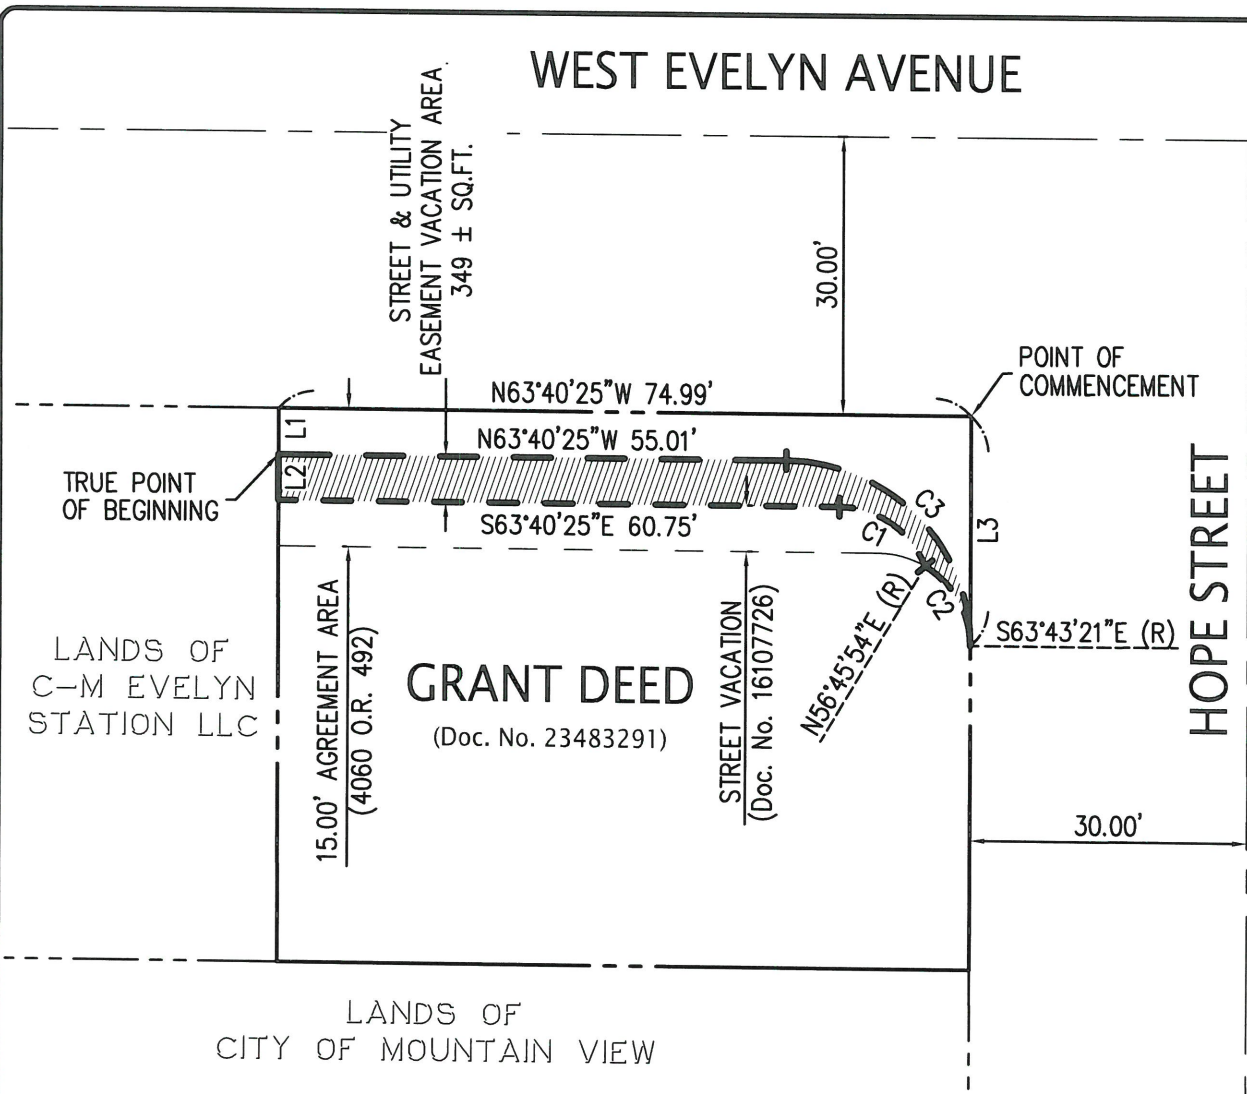 WEST EVELYN AVENUE
STREET & UTILITY
EASEMENT VACATION AREA
349 ± SQ.FT.
30.00'
POINT OF
COMMENCEMENT
N63°40'25"W 74.99'
L1
N63°40'25"W 55.01'
TRUE POINT
OF BEGINNING
L2
S63°40'25"E 60.75'
C1
C3
L3
C2
S63°43'21"E (R)
N56°45'54"E (R)
HOPE STREET
15.00' AGREEMENT AREA
(4060 O.R. 492)
STREET VACATION
(Doc. No. 16107726)
LANDS OF
C-M EVELYN
STATION LLC
GRANT DEED
(Doc. No. 23483291)
30.00'
LANDS OF
CITY OF MOUNTAIN VIEW